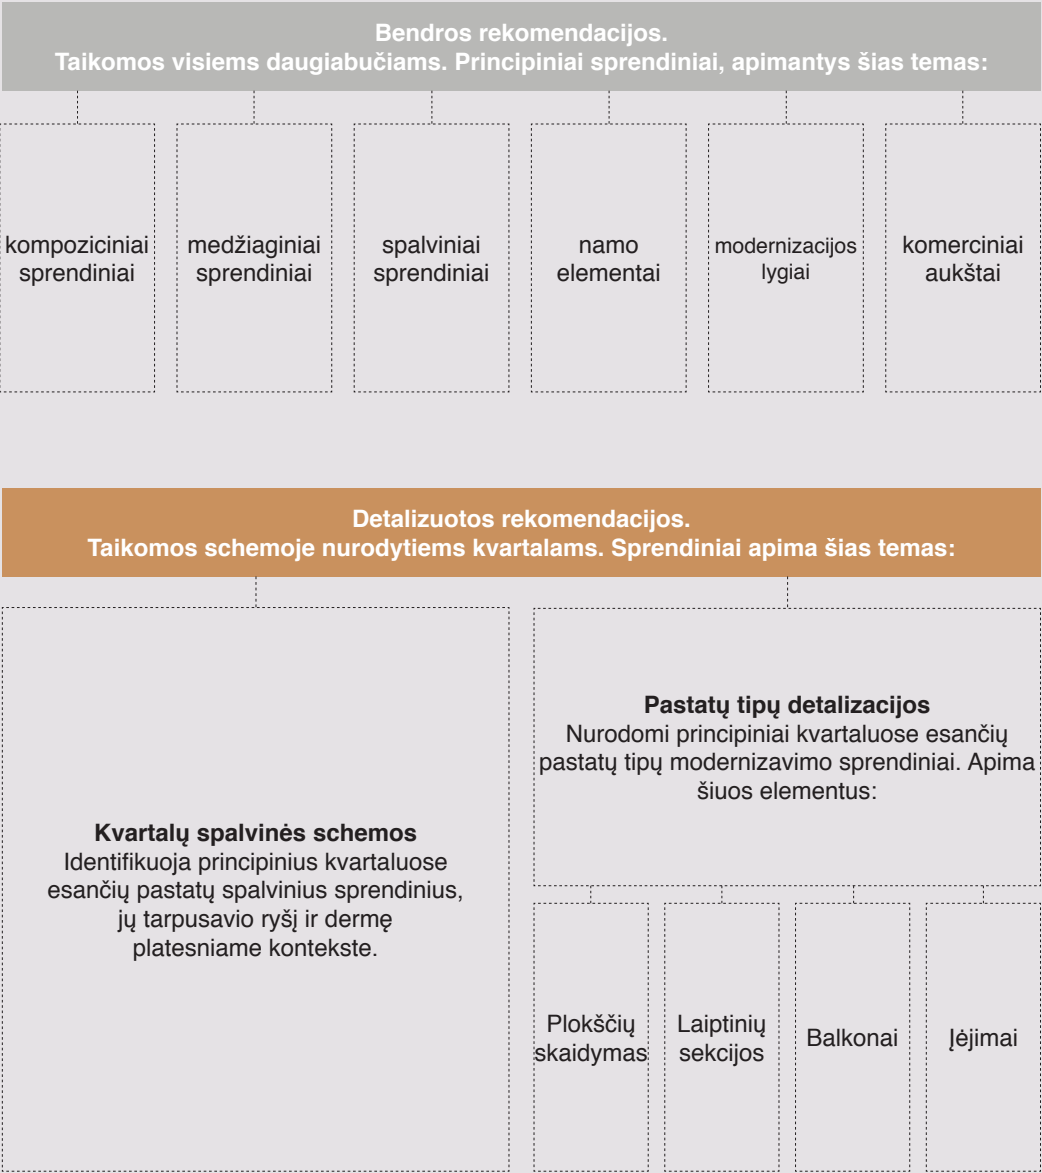 Bendros rekomendacijos.
Taikomos visiems daugiabučiams. Principiniai sprendiniai, apimantys šias temas:
kompoziciniai
sprendiniai
medžiaginiai
sprendiniai
spalviniai
sprendiniai
namo
elementai
modernizacijos
lygiai
komerciniai
aukštai
Detalizuotos rekomendacijos.
Taikomos schemoje nurodytiems kvartalams. Sprendiniai apima šias temas:
Kvartalų spalvinės schemos
Identifikuoja principinius kvartaluose
esančių pastatų spalvinius sprendinius,
jų tarpusavio ryšį ir dermę
platesniame kontekste.
Pastatų tipų detalizacijos
Nurodomi principiniai kvartaluose esančių
pastatų tipų modernizavimo sprendiniai. Apima
šiuos elementus:
Plokščių
skaidymas
Laiptinių
sekcijos
Balkonai
Įėjimai